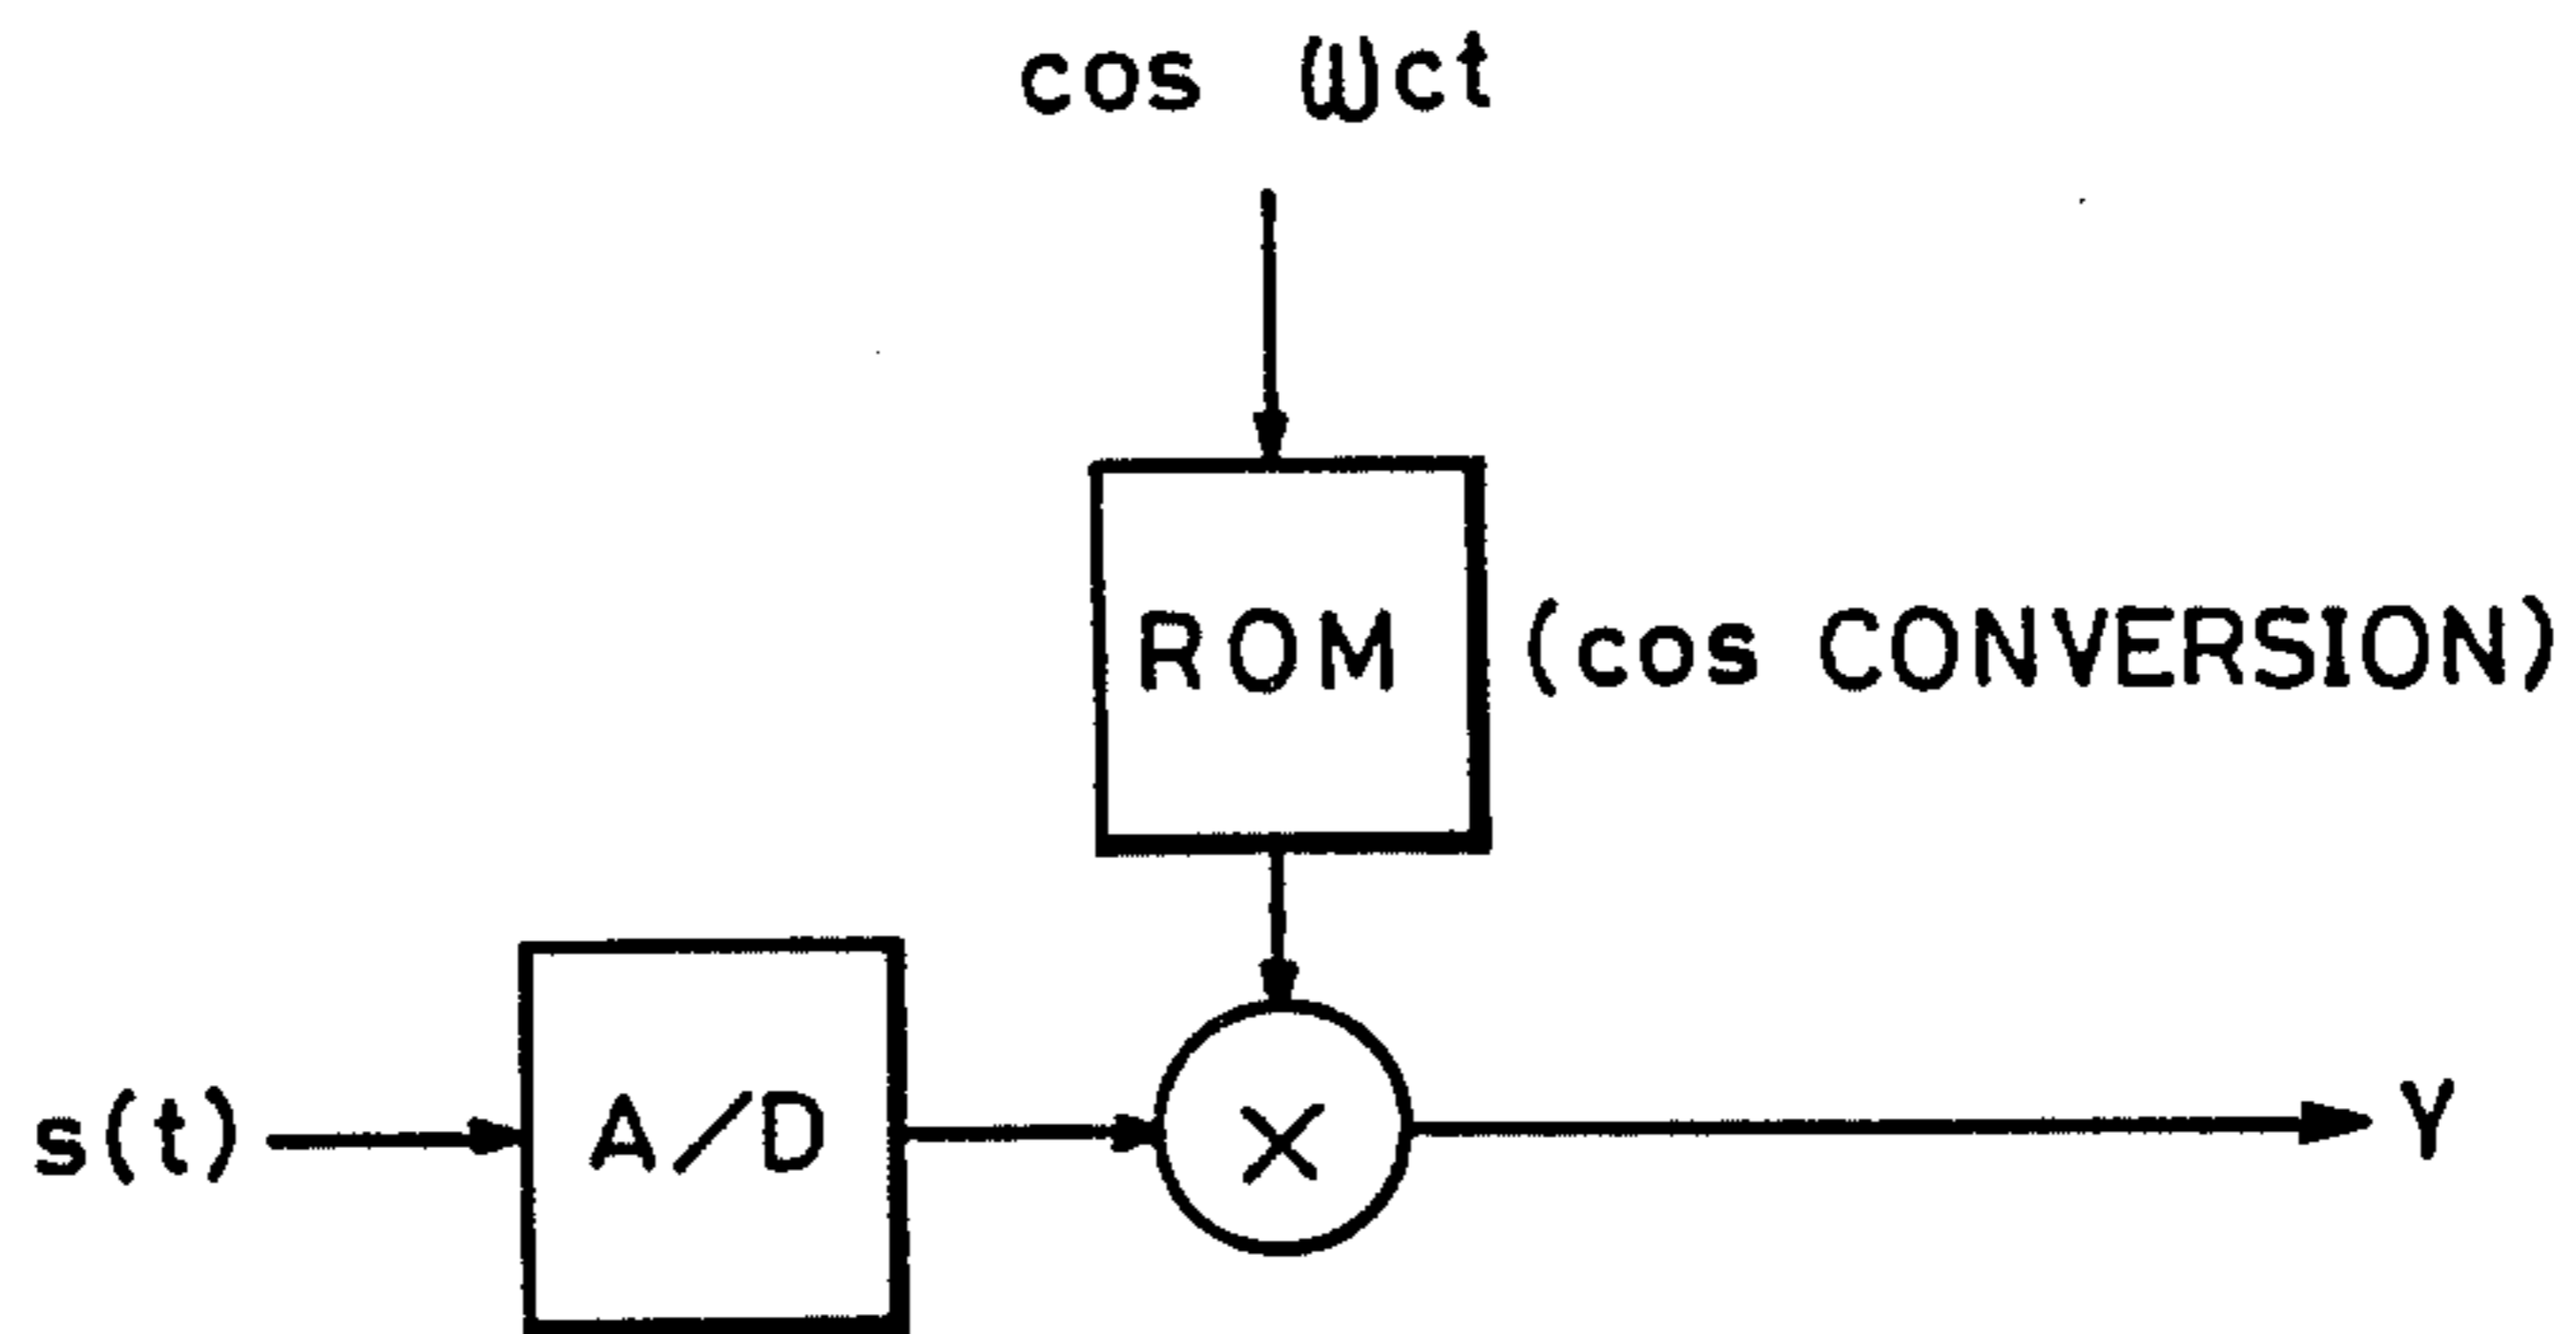 cos ωct
ROM (cos CONVERSION)
s(t) A/D × Y